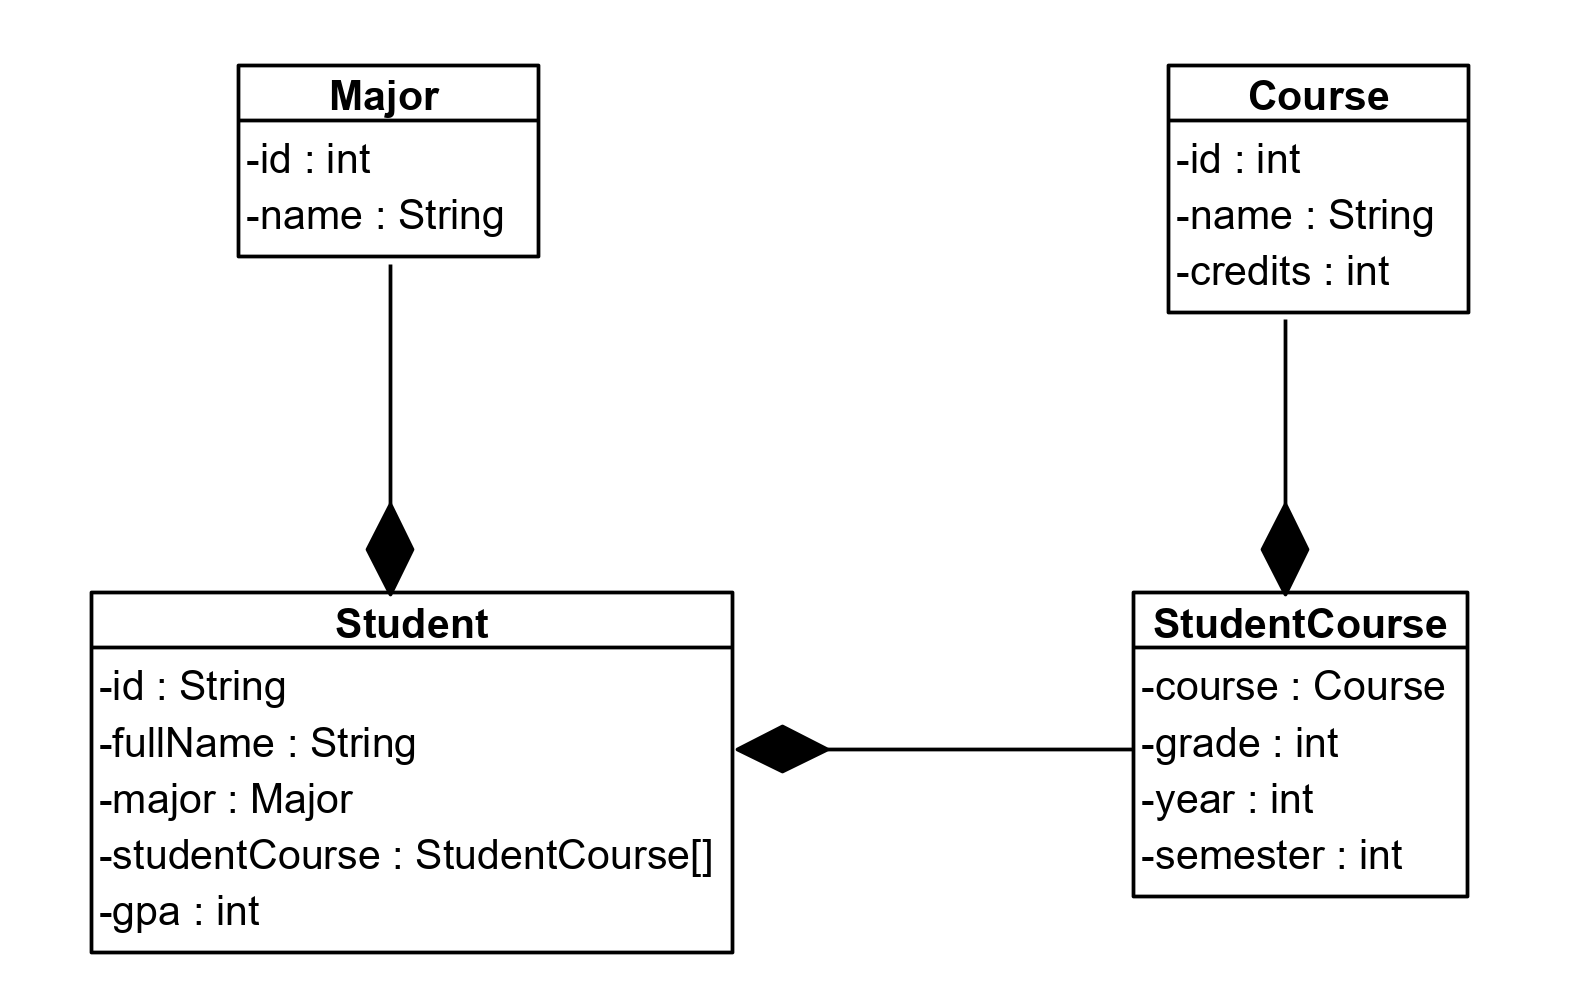 Major
-id : int
-name : String
Course
-id : int
-name : String
-credits : int
Student
-id : String
-fullName : String
-major : Major
-studentCourse : StudentCourse[]
-gpa : int
StudentCourse
-course : Course
-grade : int
-year : int
-semester : int